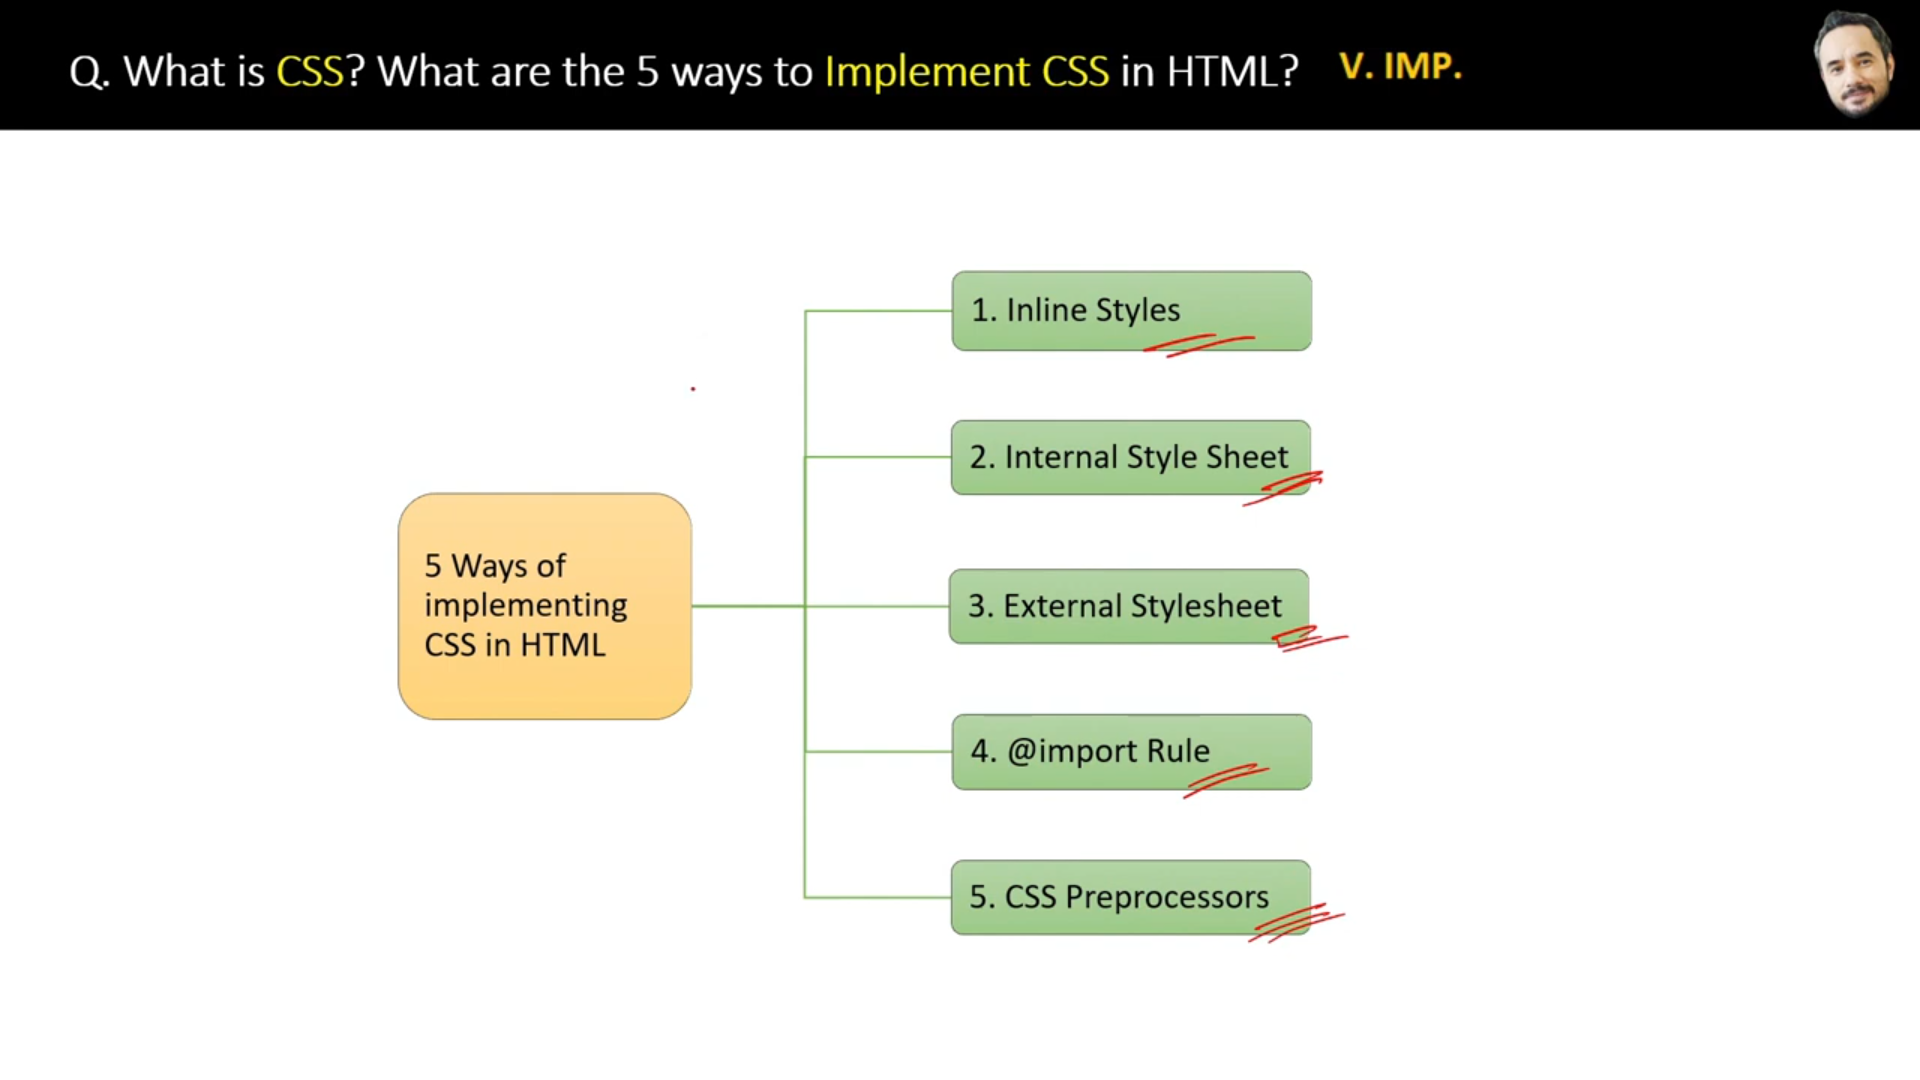 Q. What is CSS? What are the 5 ways to Implement CSS in HTML? V. IMP.
1. Inline Styles
2. Internal Style Sheet
5 Ways of
implementing
CSS in HTML
3. External Stylesheet
4. @import Rule
5. CSS Preprocessors